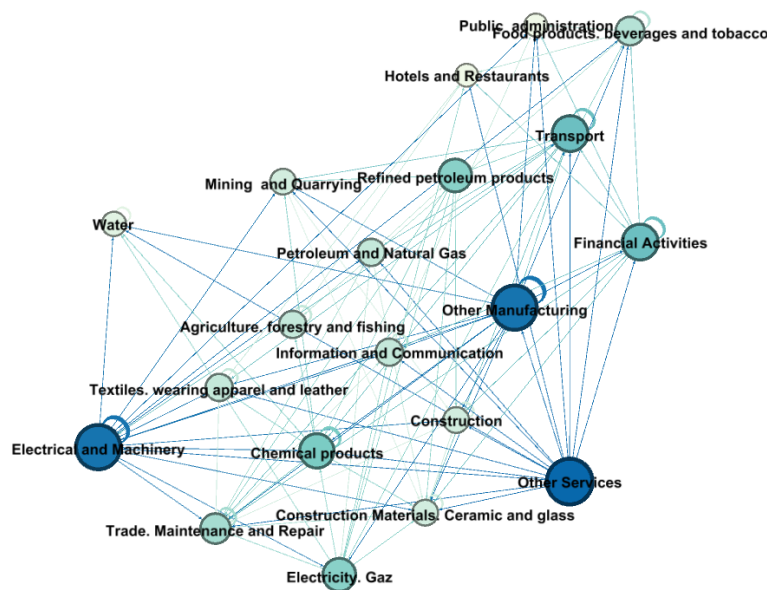 Public administration
Food products. beverages and tobacco
Hotels and Restaurants
Transport
Mining and Quarrying
Refined petroleum products
Water
Petroleum and Natural Gas
Financial Activities
Other Manufacturing
Agriculture. forestry and fishing
Information and Communication
Textiles. wearing apparel and leather
Construction
Electrical and Machinery
Chemical products
Other Services
Construction Materials. Ceramic and glass
Trade. Maintenance and Repair
Electricity. Gaz